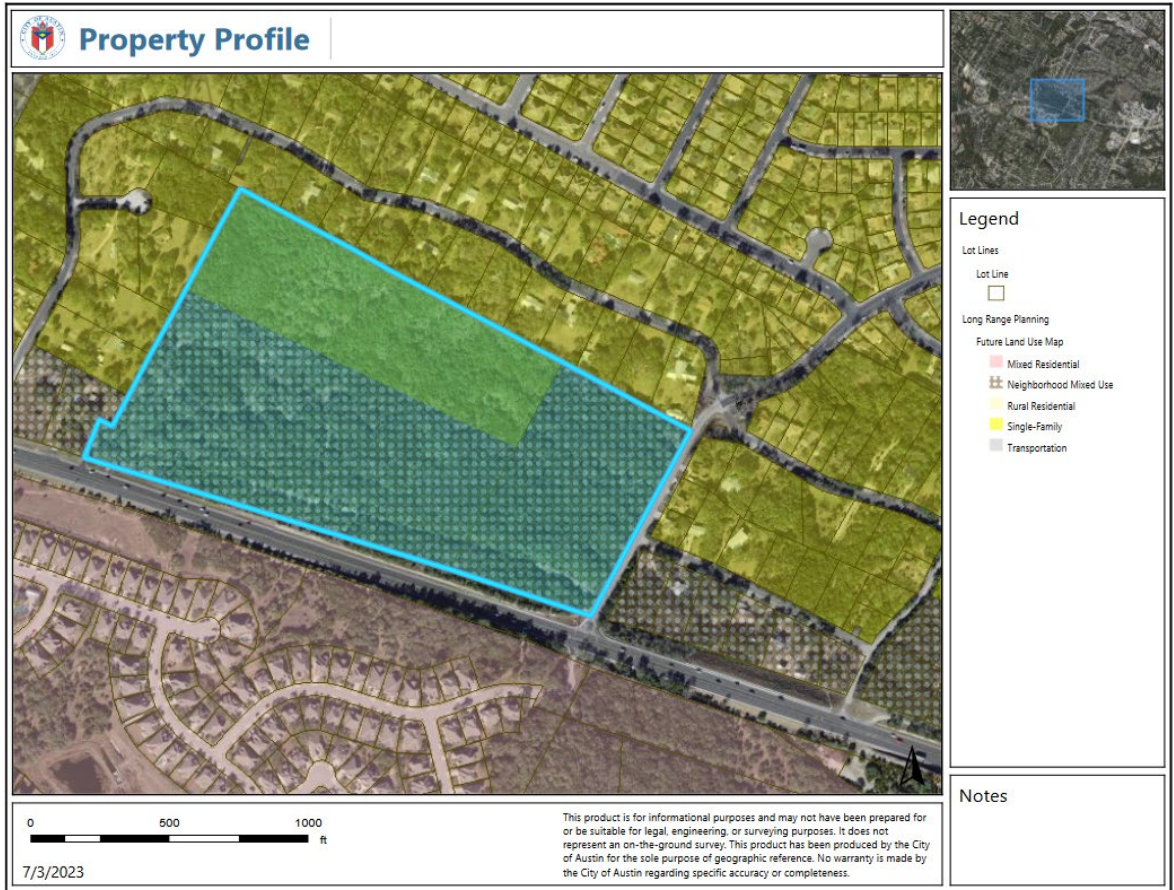 Property Profile
Legend
Lot Lines
Lot Line
Long Range Planning
Future Land Use Map
Mixed Residential
Neighborhood Mixed Use
Rural Residential
Single-Family
Transportation
Notes
0 500 1000
ft
7/3/2023
This product is for informational purposes and may not have been prepared for
or be suitable for legal, engineering, or surveying purposes. It does not
represent an on-the-ground survey. This product has been produced by the City
of Austin for the sole purpose of geographic reference. No warranty is made by
the City of Austin regarding specific accuracy or completeness.